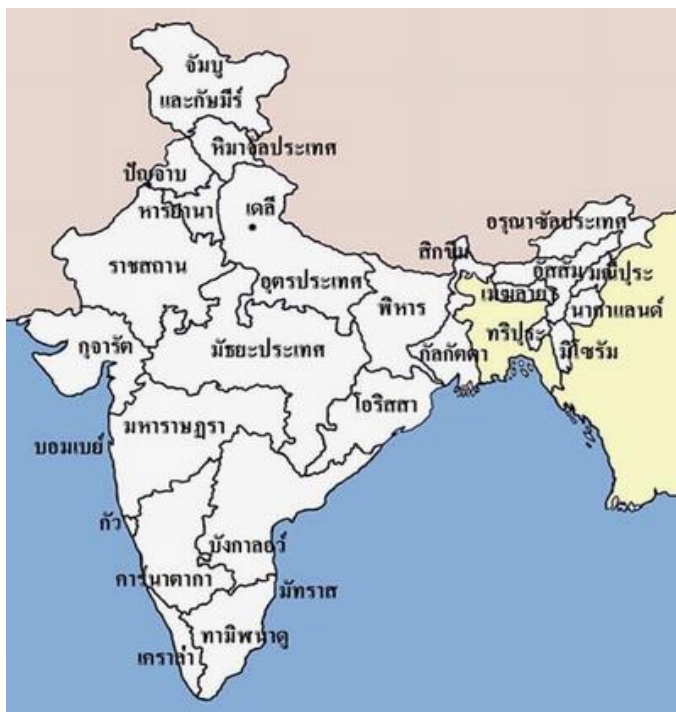 จัมบู
และกัษมีร์
หิมาจุลประเทศ
ปัญจาบ
หารยานา
เดลี
อรุณาซัลประเทศ
สิกขิม
ราชสถาน
อัสสัม
มณีปุระ
อุตรประเทศ
เมฆลายา
พิหาร
นากาแลนด์
กุจารัต
มัธยะประเทศ
ทริปุระ
กัลกัตตา
มิโซรัม
โอริสสา
มหาราษฎรา
บอมเบย์
กัว
บังกาลอว์
คาร์นาตากา
มัทราส
ทามิฬนาดู
เคราล่า